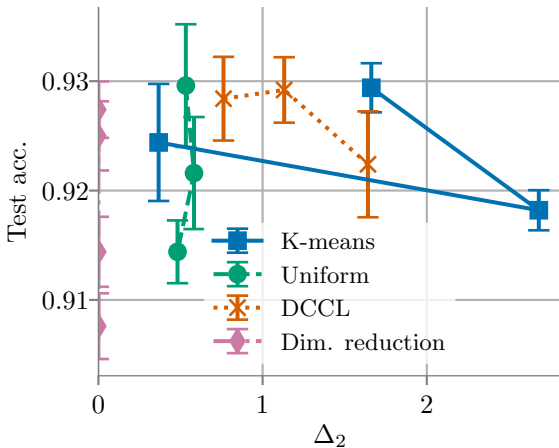 Test acc.
0.93
0.92
0.91
K-means
Uniform
DCCL
Dim. reduction
0
1
2
Δ₂